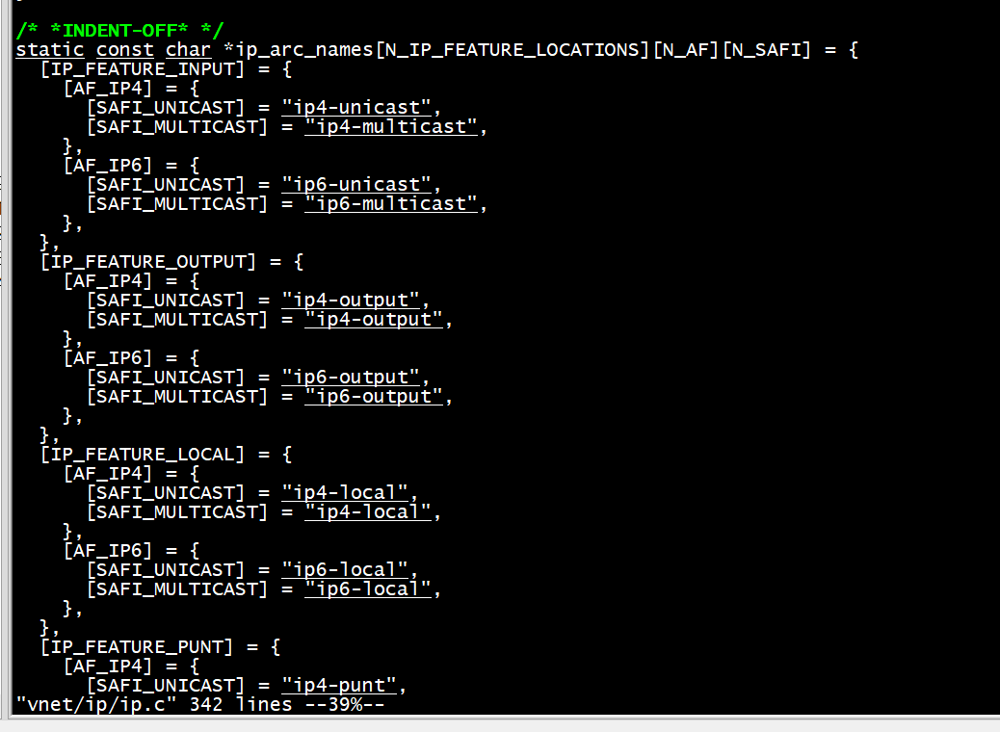 /* *INDENT-OFF* */
static const char *ip_arc_names[N_IP_FEATURE_LOCATIONS][N_AF][N_SAFI] = {
  [IP_FEATURE_INPUT] = {
    [AF_IP4] = {
      [SAFI_UNICAST] = "ip4-unicast",
      [SAFI_MULTICAST] = "ip4-multicast",
    },
    [AF_IP6] = {
      [SAFI_UNICAST] = "ip6-unicast",
      [SAFI_MULTICAST] = "ip6-multicast",
    },
  },
  [IP_FEATURE_OUTPUT] = {
    [AF_IP4] = {
      [SAFI_UNICAST] = "ip4-output",
      [SAFI_MULTICAST] = "ip4-output",
    },
    [AF_IP6] = {
      [SAFI_UNICAST] = "ip6-output",
      [SAFI_MULTICAST] = "ip6-output",
    },
  },
  [IP_FEATURE_LOCAL] = {
    [AF_IP4] = {
      [SAFI_UNICAST] = "ip4-local",
      [SAFI_MULTICAST] = "ip4-local",
    },
    [AF_IP6] = {
      [SAFI_UNICAST] = "ip6-local",
      [SAFI_MULTICAST] = "ip6-local",
    },
  },
  [IP_FEATURE_PUNT] = {
    [AF_IP4] = {
      [SAFI_UNICAST] = "ip4-punt",
"vnet/ip/ip.c" 342 lines --39%--